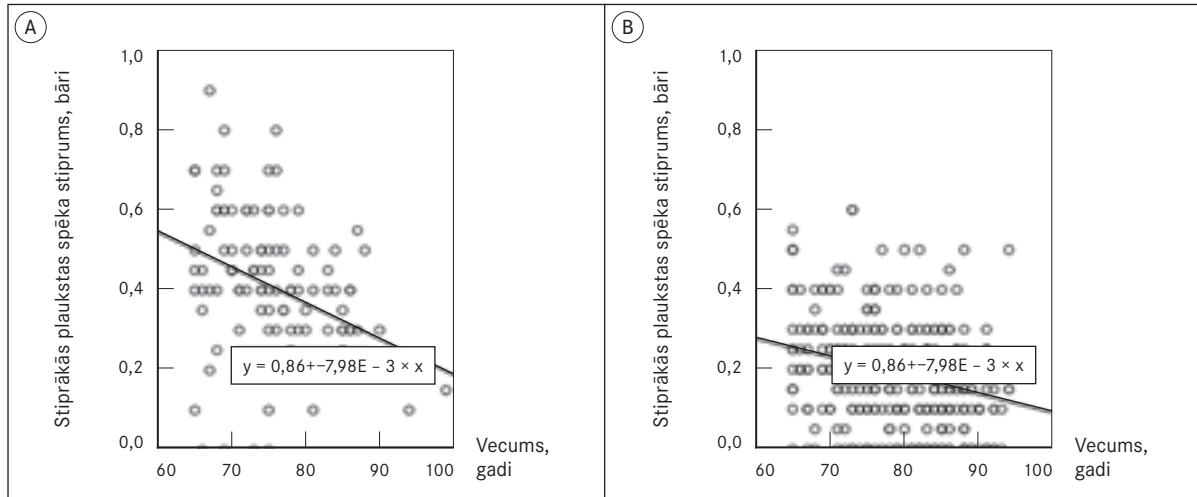 A
Stiprākās plaukstas spēka stiprums, bāri
1,0
0,8
0,6
0,4
0,2
0,0
y = 0,86+–7,98E – 3 × x
60
70
80
90
100
Vecums,
gadi
B
Stiprākās plaukstas spēka stiprums, bāri
1,0
0,8
0,6
0,4
0,2
0,0
y = 0,86+–7,98E – 3 × x
60
70
80
90
100
Vecums,
gadi